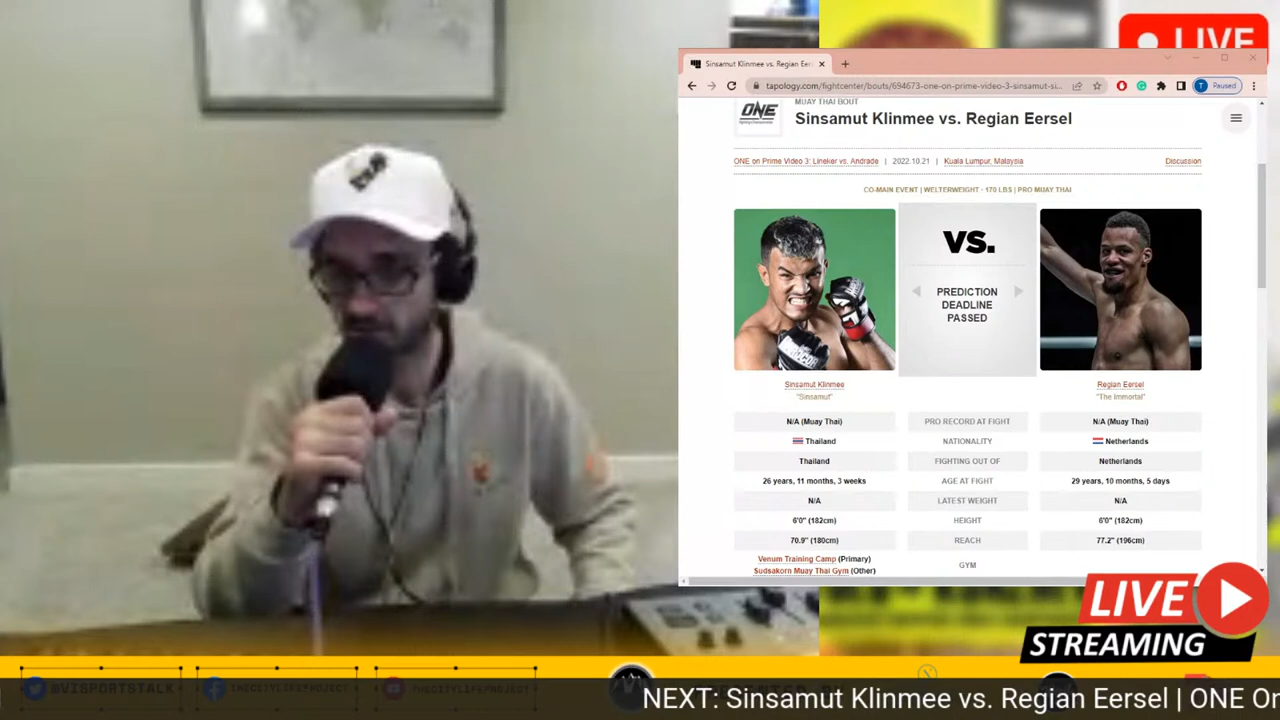 LIVE
Sinsamut Klinmee vs. Regian Eer
tapology.com/fightcenter/bouts/694673-one-on-prime-video-3-sinsamut-si...
T Paused
MUAY THAI BOUT
ONE
Sinsamut Klinmee vs. Regian Eersel
ONE on Prime Video 3: Lineker vs. Andrade | 2022.10.21 | Kuala Lumpur, Malaysia Discussion
CO-MAIN EVENT | WELTERWEIGHT · 170 LBS | PRO MUAY THAI
VS.
PREDICTION
DEADLINE
PASSED
Sinsamut Klinmee Regian Eersel
"Sinsamut" "The Immortal"
N/A (Muay Thai) PRO RECORD AT FIGHT N/A (Muay Thai)
Thailand NATIONALITY Netherlands
Thailand FIGHTING OUT OF Netherlands
26 years, 11 months, 3 weeks AGE AT FIGHT 29 years, 10 months, 5 days
N/A LATEST WEIGHT N/A
6'0" (182cm) HEIGHT 6'0" (182cm)
70.9" (180cm) REACH 77.2" (196cm)
Venum Training Camp (Primary)
Sudsakorn Muay Thai Gym (Other) GYM
LIVE
STREAMING
@VISPORTSTALK THECITYLIFEPROJECT THECITYLIFEPROJECT
NEXT: Sinsamut Klinmee vs. Regian Eersel | ONE On